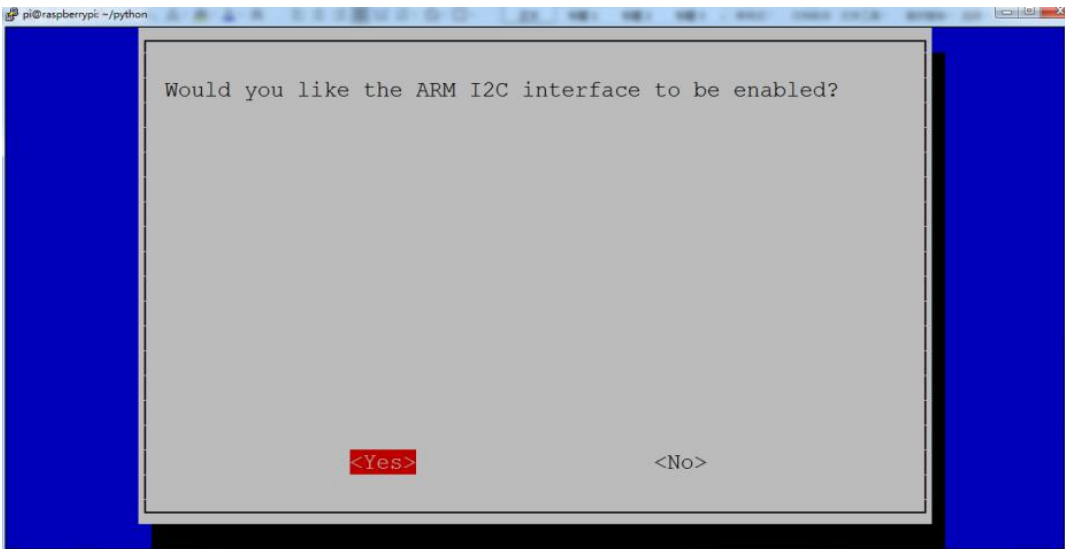 pi@raspberrypi: ~/python
Would you like the ARM I2C interface to be enabled?
<Yes> <No>